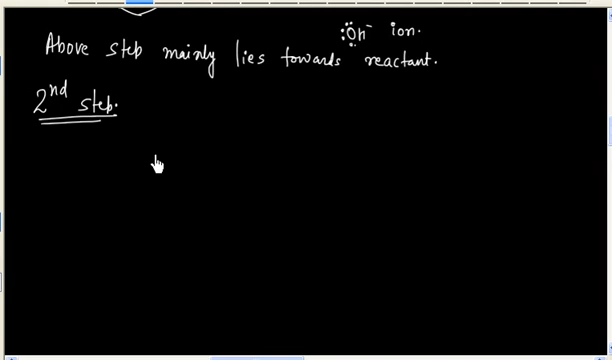 :ÖH⁻ ion.
Above step mainly lies towards reactant.
2nd step.